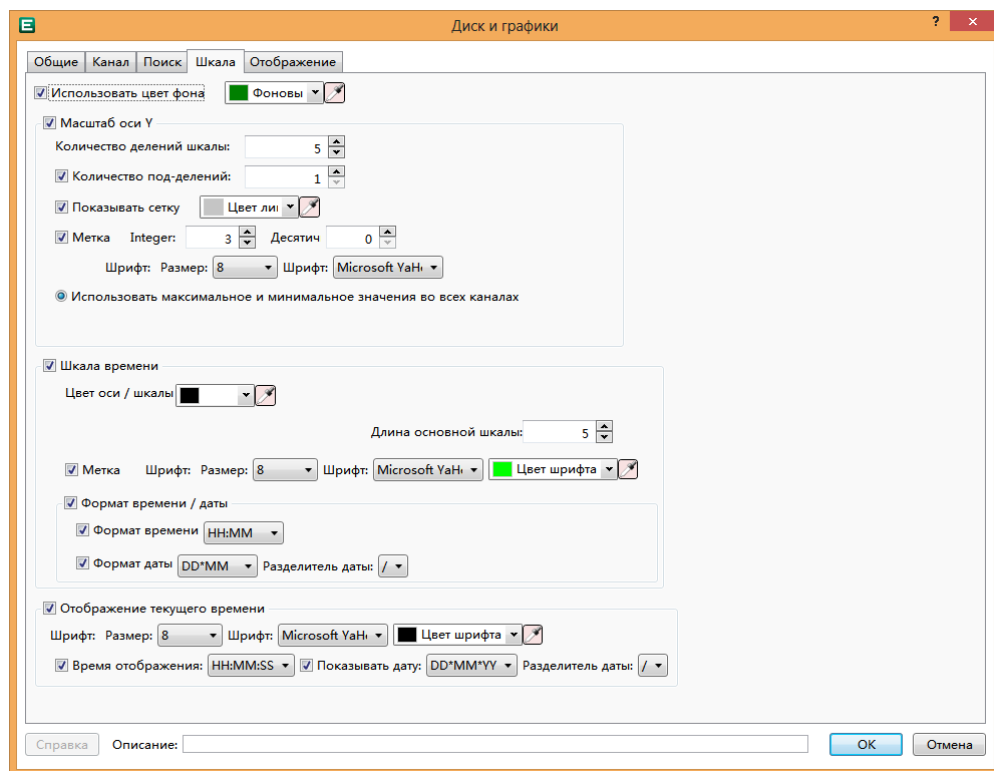 Диск и графики
? ×
Общие Канал Поиск Шкала Отображение
Использовать цвет фона Фоновы
Масштаб оси Y
Количество делений шкалы: 5
Количество под-делений: 1
Показывать сетку Цвет ли
Метка Integer: 3 Десятич 0
Шрифт: Размер: 8 Шрифт: Microsoft YaH
Использовать максимальное и минимальное значения во всех каналах
Шкала времени
Цвет оси / шкалы
Длина основной шкалы: 5
Метка Шрифт: Размер: 8 Шрифт: Microsoft YaH Цвет шрифта
Формат времени / даты
Формат времени HH:MM
Формат даты DD*MM Разделитель даты: /
Отображение текущего времени
Шрифт: Размер: 8 Шрифт: Microsoft YaH Цвет шрифта
Время отображения: HH:MM:SS Показывать дату: DD*MM*YY Разделитель даты: /
Справка Описание: OK Отмена